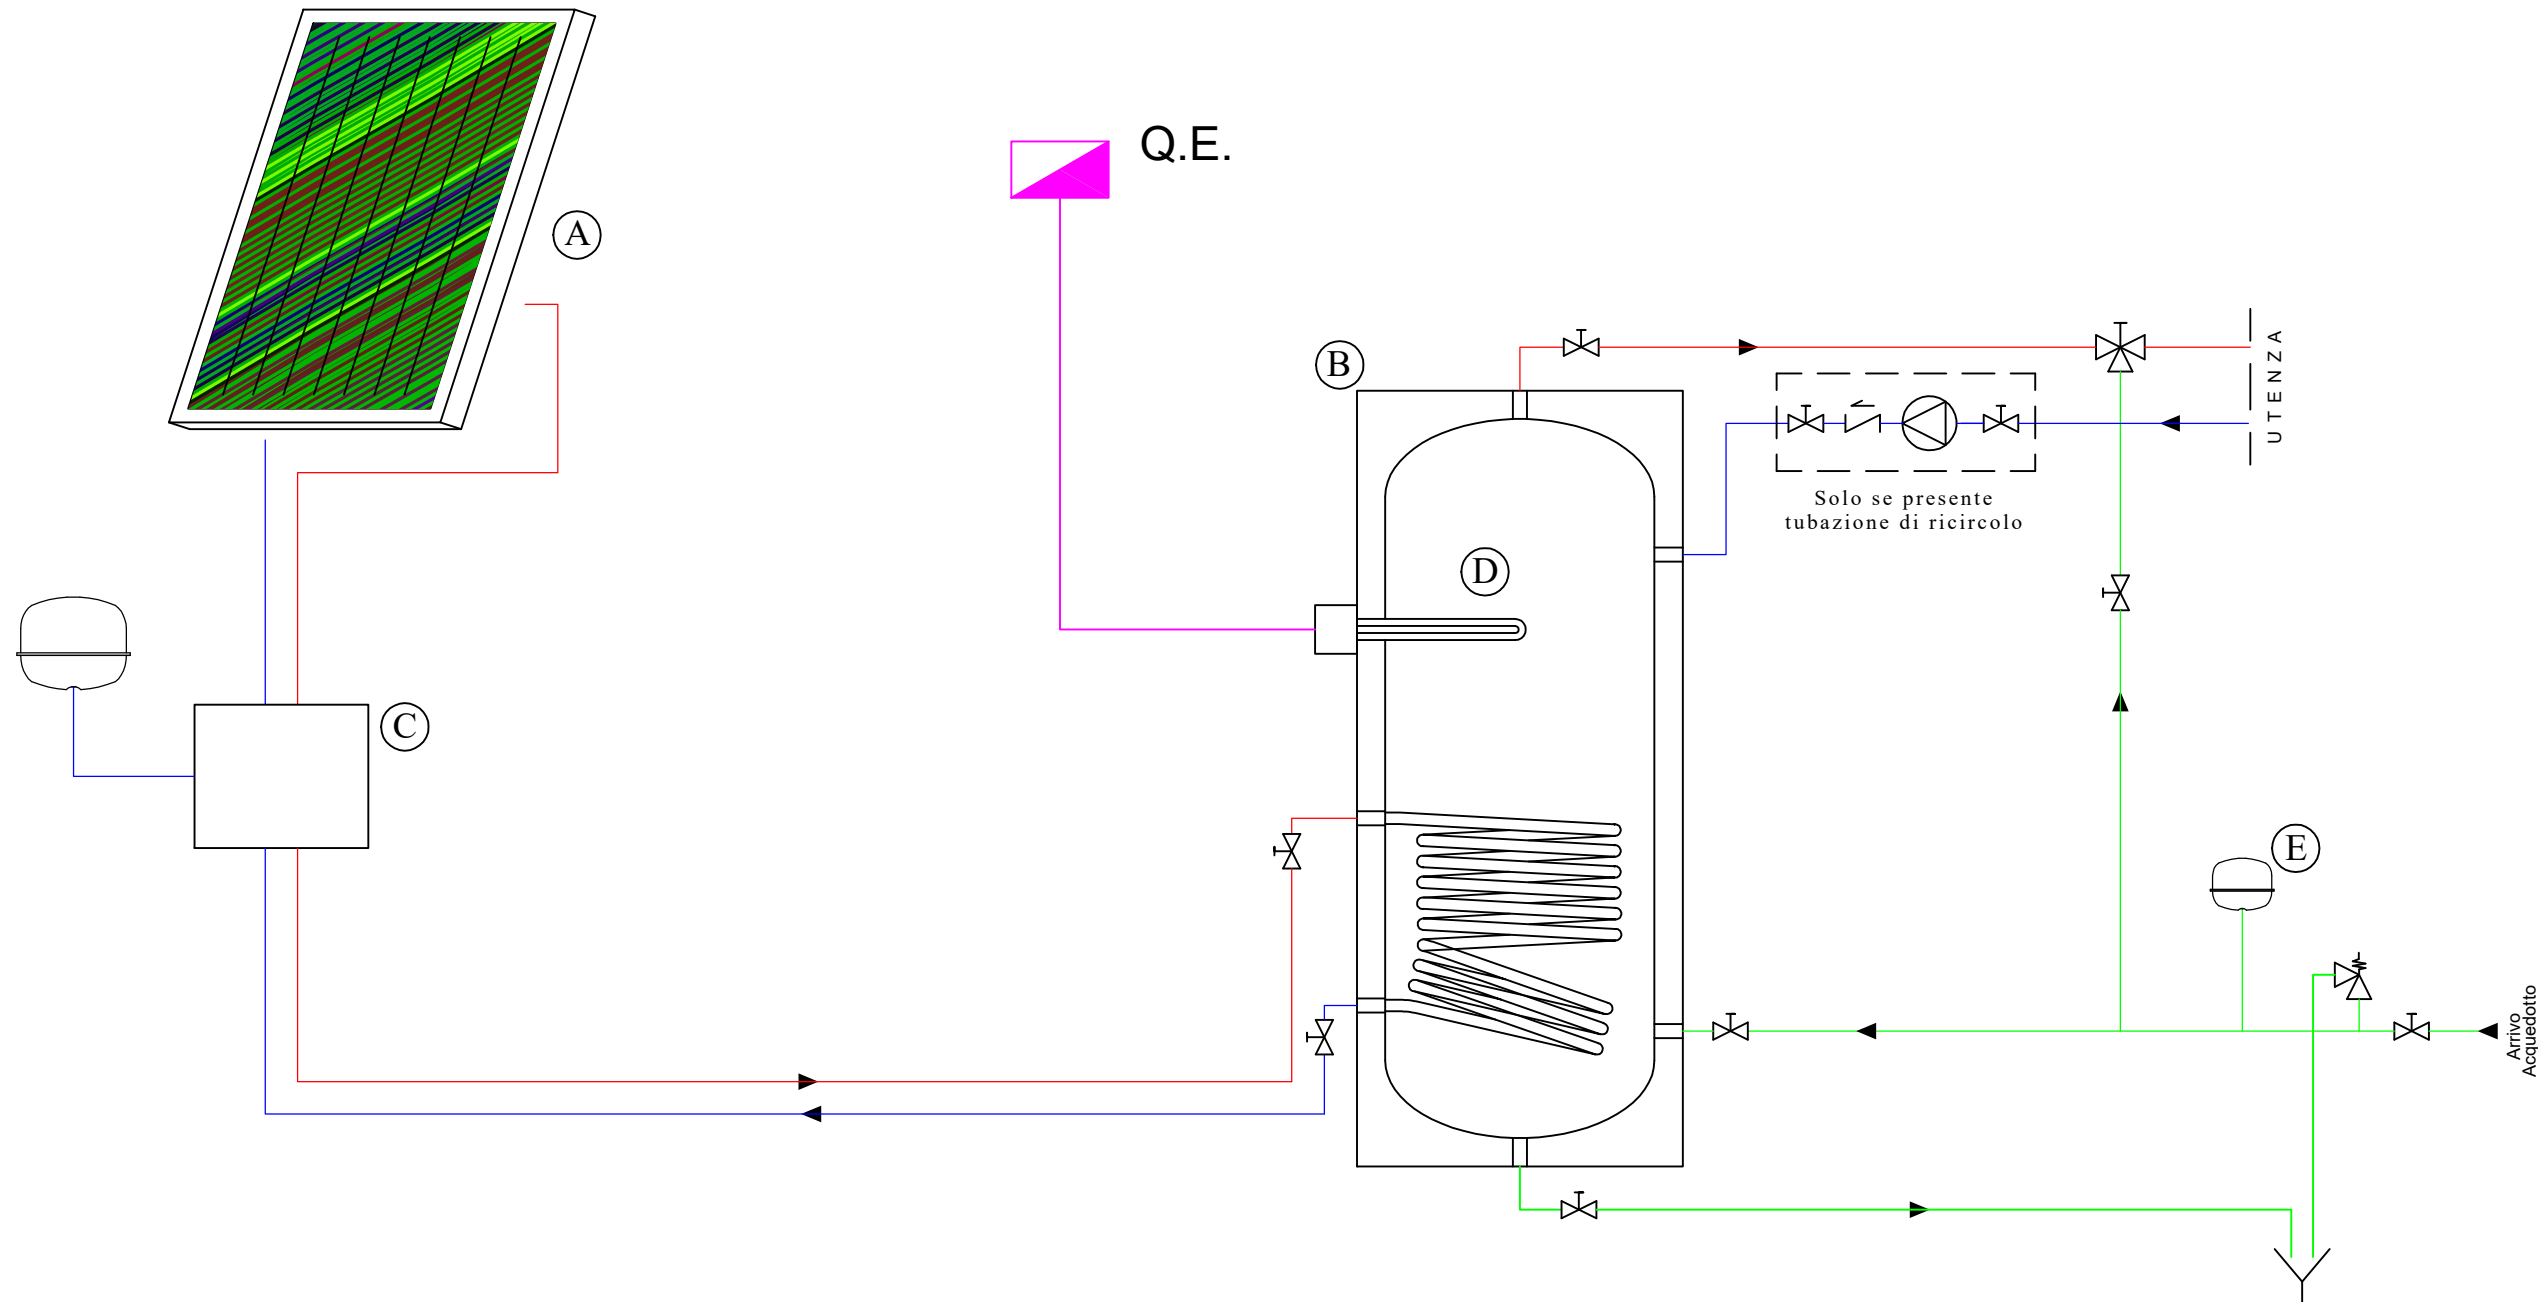 Q.E.
A
B
UTENZA
Solo se presente
tubazione di ricircolo
D
C
E
Arrivo
Acquedotto